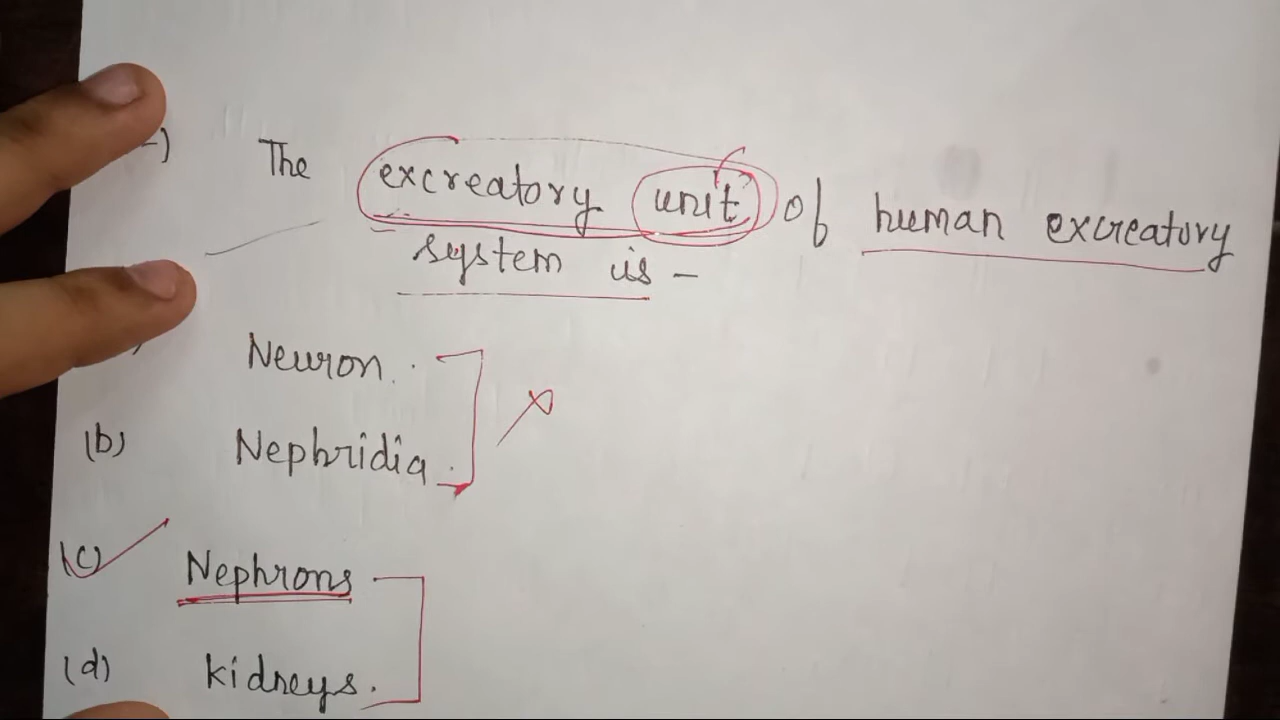 -) The excreatory unit of human excreatory
system is -
Neuron.
(b) Nephridia.
(c) Nephrons
(d) kidneys.